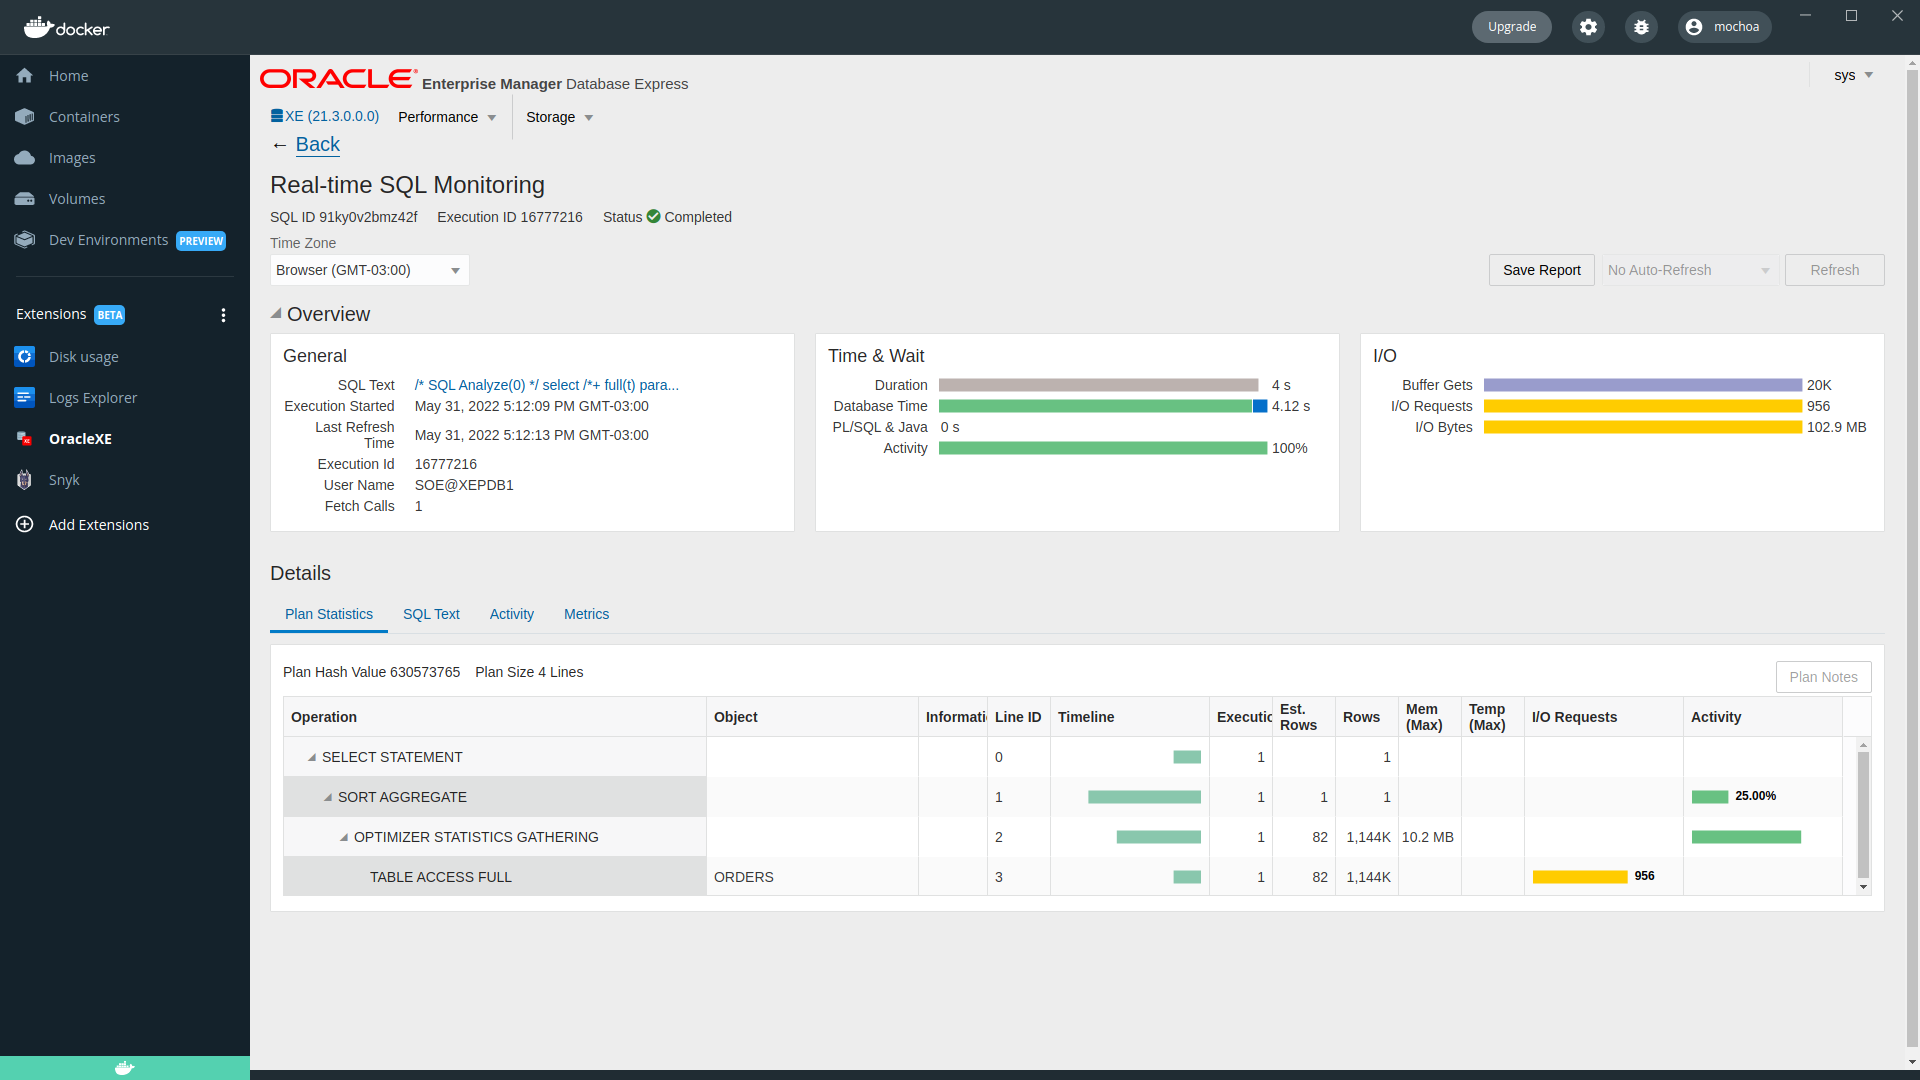 docker
Upgrade
mochoa
Home
Containers
Images
Volumes
Dev Environments PREVIEW
Extensions BETA
Disk usage
Logs Explorer
OracleXE
Snyk
Add Extensions
ORACLE Enterprise Manager Database Express
sys
XE (21.3.0.0.0) Performance Storage
← Back
Real-time SQL Monitoring
SQL ID 91ky0v2bmz42f Execution ID 16777216 Status Completed
Time Zone
Browser (GMT-03:00)
Save Report No Auto-Refresh Refresh
Overview
General
SQL Text /* SQL Analyze(0) */ select /*+ full(t) para...
Execution Started May 31, 2022 5:12:09 PM GMT-03:00
Last Refresh Time May 31, 2022 5:12:13 PM GMT-03:00
Execution Id 16777216
User Name SOE@XEPDB1
Fetch Calls 1
Time & Wait
Duration 4 s
Database Time 4.12 s
PL/SQL & Java 0 s
Activity 100%
I/O
Buffer Gets 20K
I/O Requests 956
I/O Bytes 102.9 MB
Details
Plan Statistics SQL Text Activity Metrics
Plan Hash Value 630573765 Plan Size 4 Lines
Plan Notes
Operation Object Informati Line ID Timeline Executio Est. Rows Rows Mem (Max) Temp (Max) I/O Requests Activity
SELECT STATEMENT 0 1 1
SORT AGGREGATE 1 1 1 1 25.00%
OPTIMIZER STATISTICS GATHERING 2 1 82 1,144K 10.2 MB
TABLE ACCESS FULL ORDERS 3 1 82 1,144K 956